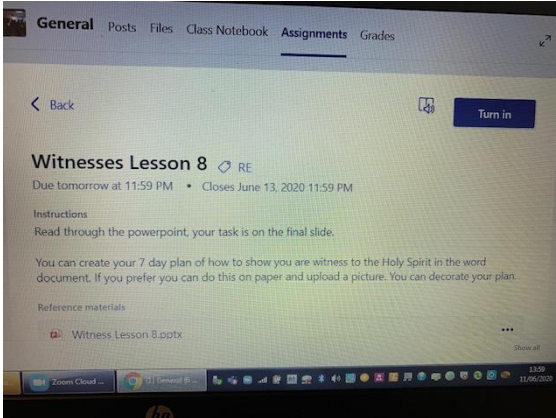 General Posts Files Class Notebook Assignments Grades
Back
Turn in
Witnesses Lesson 8 RE
Due tomorrow at 11:59 PM • Closes June 13, 2020 11:59 PM
Instructions
Read through the powerpoint, your task is on the final slide.
You can create your 7 day plan of how to show you are witness to the Holy Spirit in the word
document. If you prefer you can do this on paper and upload a picture. You can decorate your plan.
Reference materials
Witness Lesson 8.pptx
...
Show all
Zoom Cloud ...
General
13:59
11/06/2020
hp